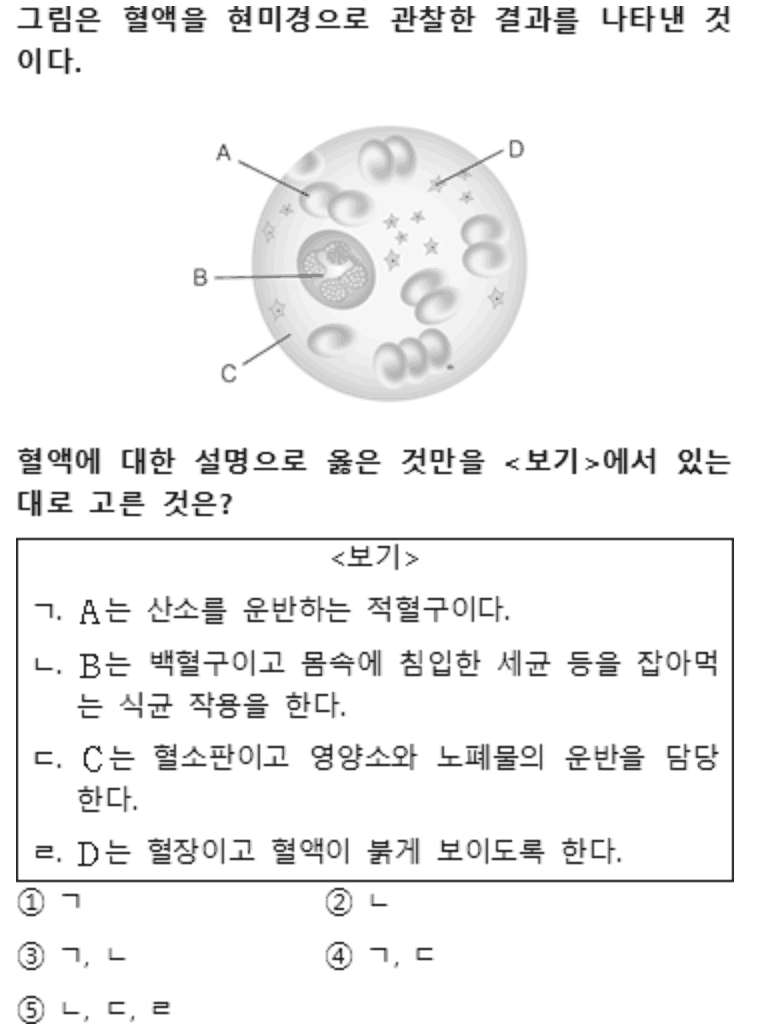 그림은 혈액을 현미경으로 관찰한 결과를 나타낸 것
이다.
A
D
B
C
혈액에 대한 설명으로 옳은 것만을 <보기>에서 있는
대로 고른 것은?
<보기>
ㄱ. A는 산소를 운반하는 적혈구이다.
ㄴ. B는 백혈구이고 몸속에 침입한 세균 등을 잡아먹
는 식균 작용을 한다.
ㄷ. C는 혈소판이고 영양소와 노폐물의 운반을 담당
한다.
ㄹ. D는 혈장이고 혈액이 붉게 보이도록 한다.
① ㄱ ② ㄴ
③ ㄱ, ㄴ ④ ㄱ, ㄷ
⑤ ㄴ, ㄷ, ㄹ